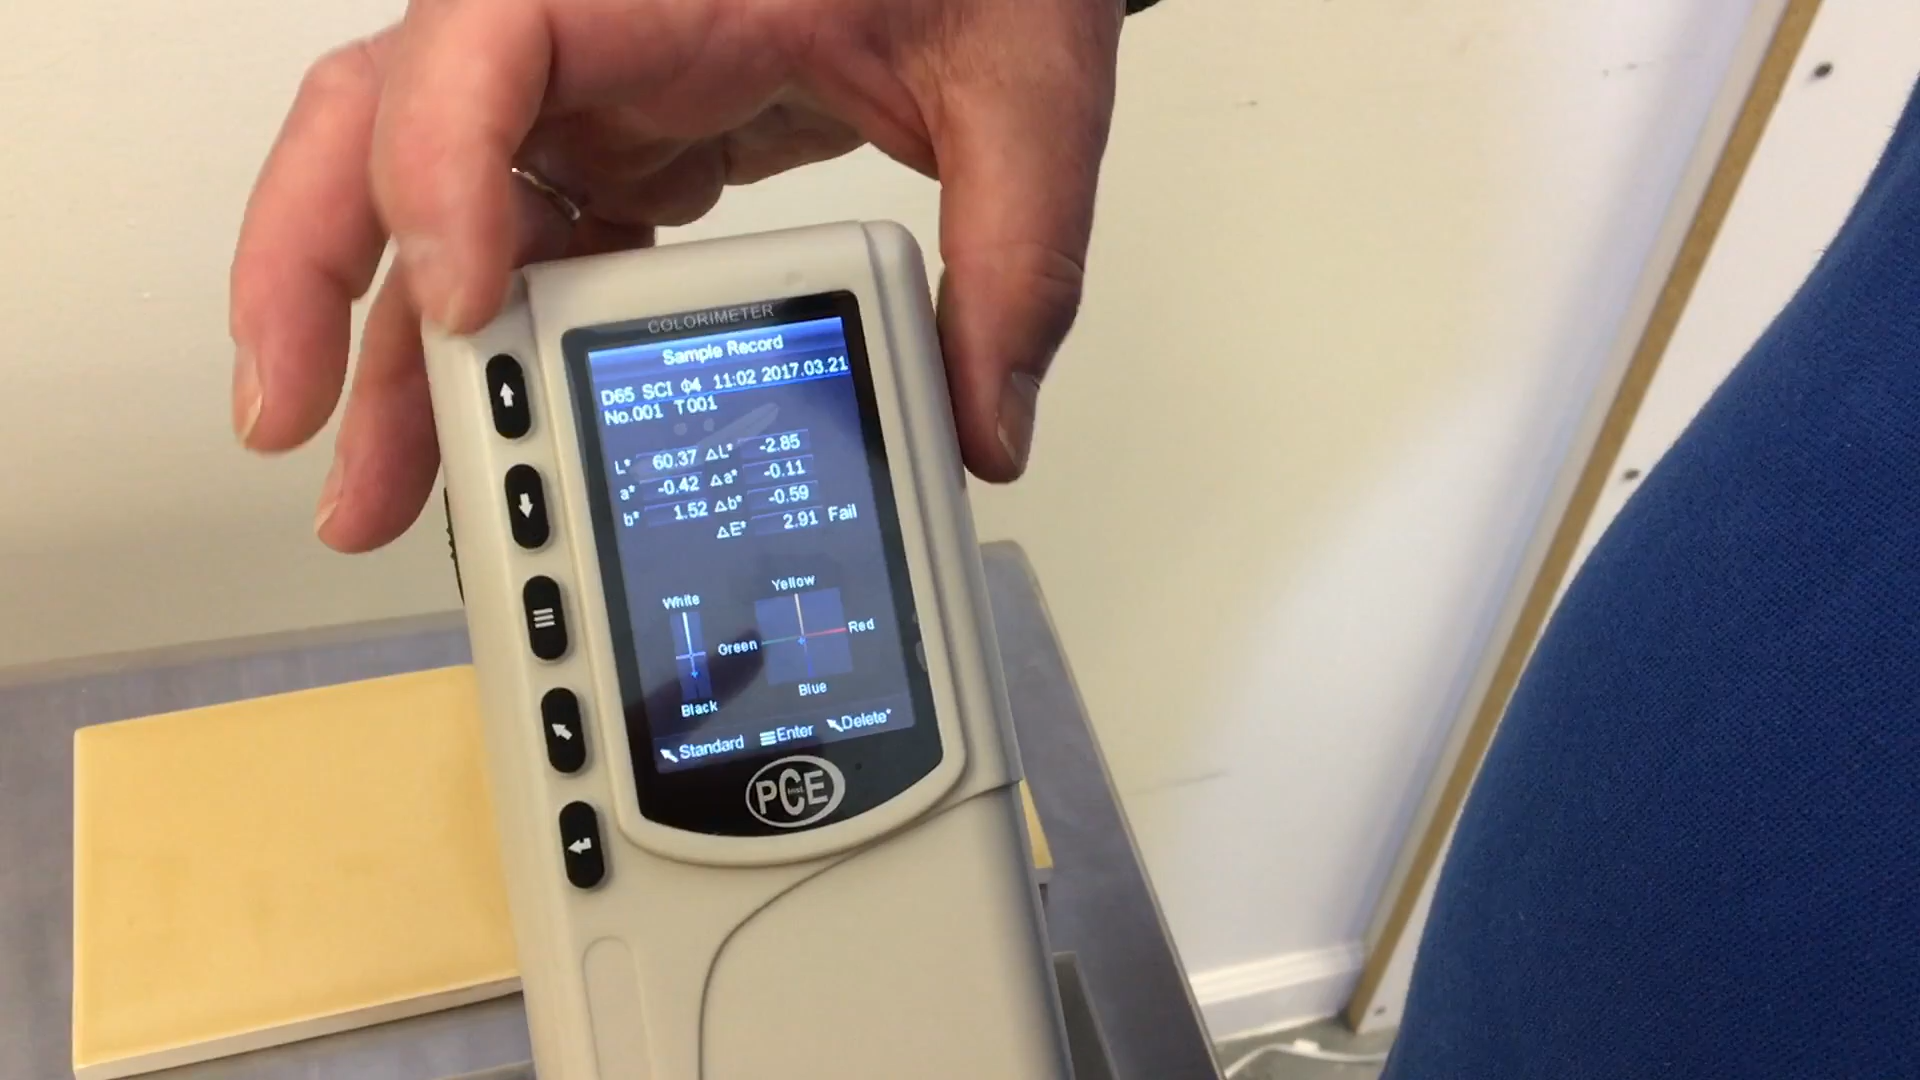 COLORIMETER
Sample Record
D65 SCI Φ4 11:02 2017.03.21
No.001 T001
L* 60.37 ΔL* -2.85
a* -0.42 Δa* -0.11
b* 1.52 Δb* -0.59
ΔE* 2.91 Fail
White
Yellow
Green
Red
Blue
Black
Standard Enter Delete*
PCE
Inst.